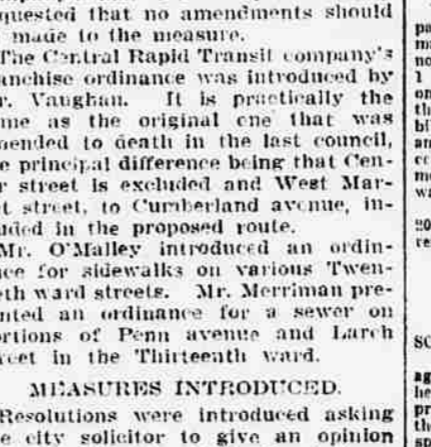 quested that no amendments should
made to the measure.
The Central Rapid Transit company's
anchise ordinance was introduced by
r. Vaughan. It is practically the
me as the original one that was
mended to death in the last council,
e principal difference being that Cen-
r street is excluded and West Mar-
t street, to Cumberland avenue, in-
uded in the proposed route.
Mr. O'Malley introduced an ordin-
nce for sidewalks on various Twen-
eth ward streets. Mr. Merriman pre-
nted an ordinance for a sewer on
ortions of Penn avenue and Larch
reet in the Thirteenth ward.
MEASURES INTRODUCED.
Resolutions were introduced asking
e city solicitor to give an opinion